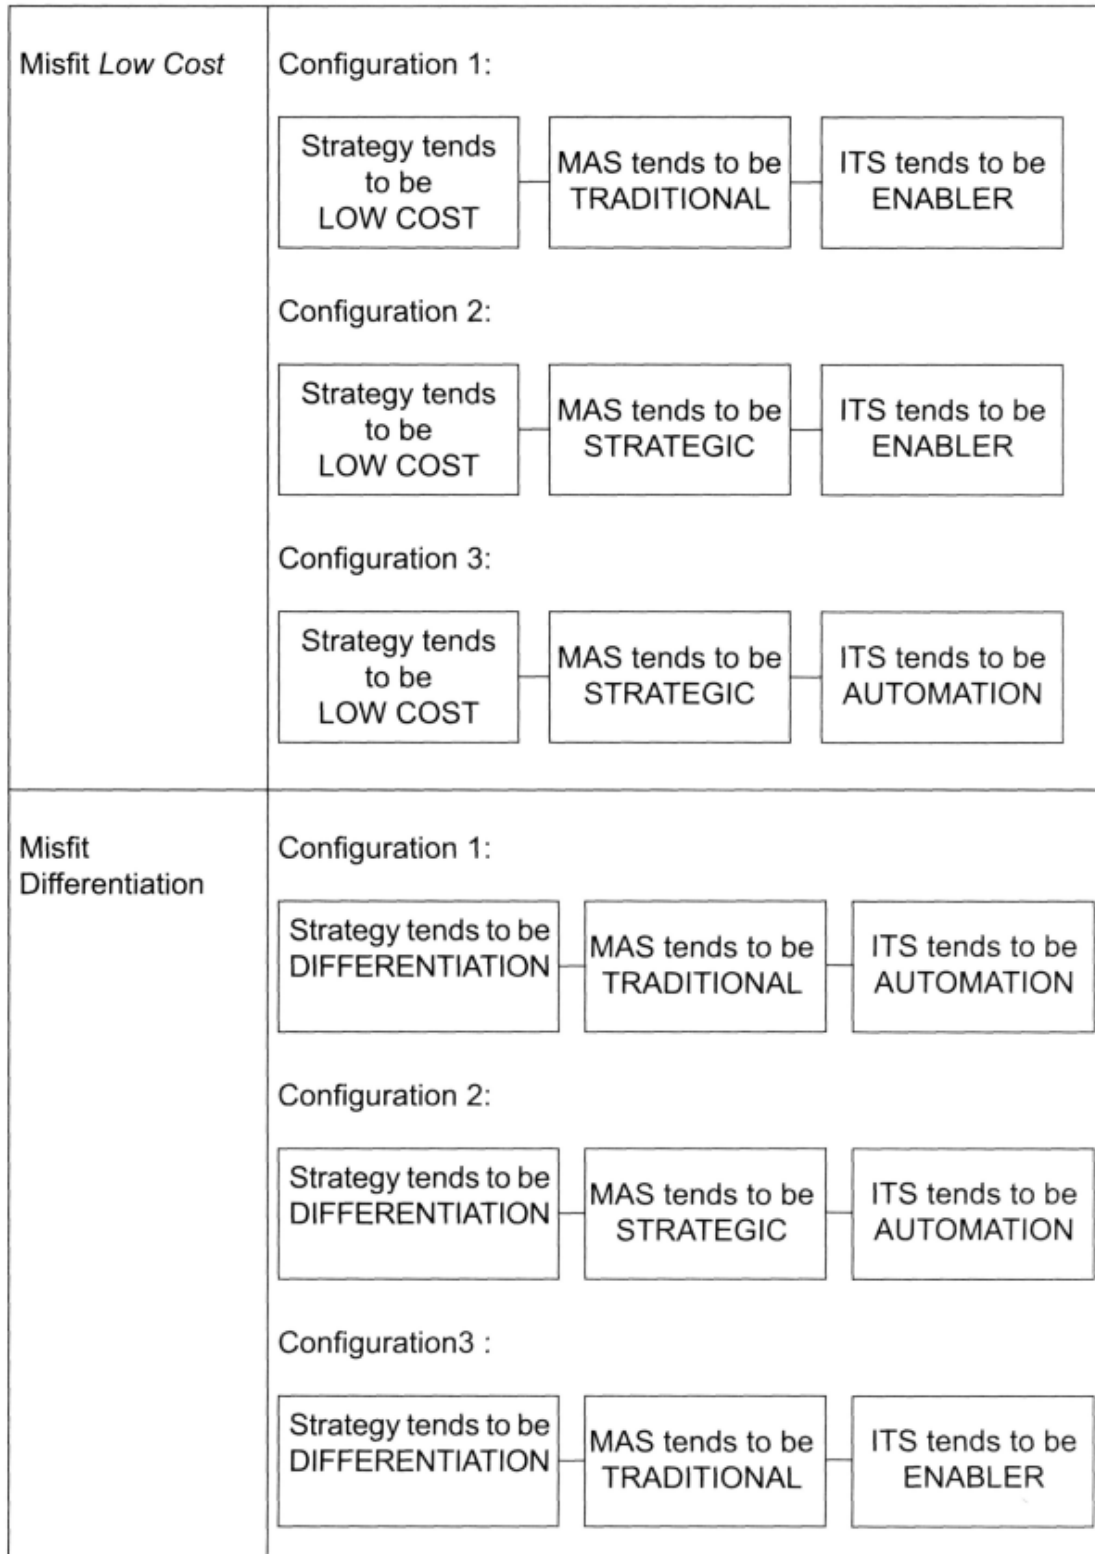 Misfit Low Cost
Configuration 1:
Strategy tends
to be
LOW COST
MAS tends to be
TRADITIONAL
ITS tends to be
ENABLER
Configuration 2:
Strategy tends
to be
LOW COST
MAS tends to be
STRATEGIC
ITS tends to be
ENABLER
Configuration 3:
Strategy tends
to be
LOW COST
MAS tends to be
STRATEGIC
ITS tends to be
AUTOMATION
Misfit
Differentiation
Configuration 1:
Strategy tends to be
DIFFERENTIATION
MAS tends to be
TRADITIONAL
ITS tends to be
AUTOMATION
Configuration 2:
Strategy tends to be
DIFFERENTIATION
MAS tends to be
STRATEGIC
ITS tends to be
AUTOMATION
Configuration3 :
Strategy tends to be
DIFFERENTIATION
MAS tends to be
TRADITIONAL
ITS tends to be
ENABLER